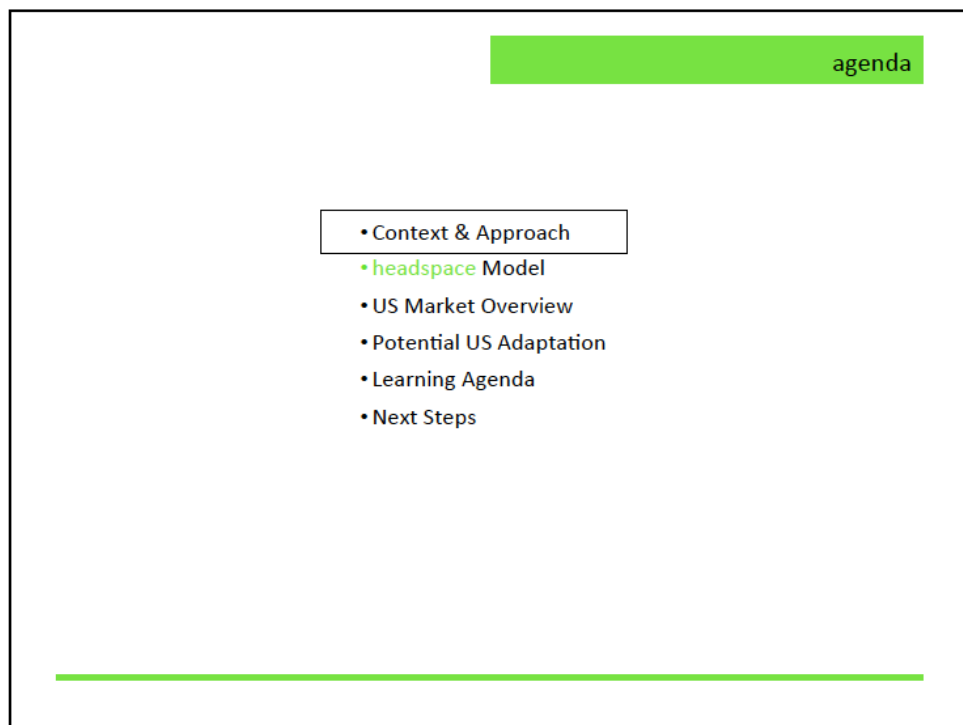 agenda
• Context & Approach
• headspace Model
• US Market Overview
• Potential US Adaptation
• Learning Agenda
• Next Steps